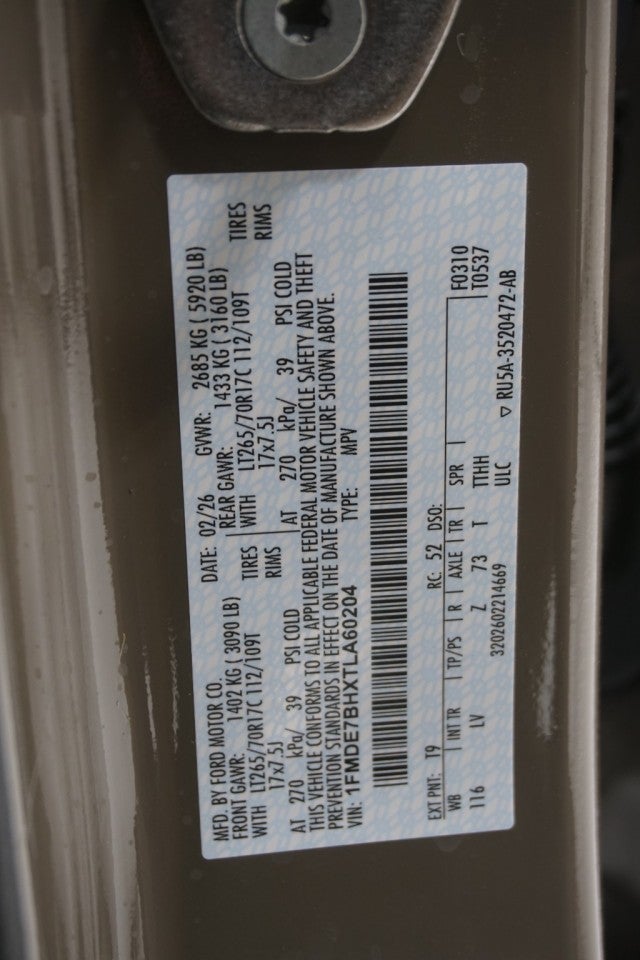 MFD. BY FORD MOTOR CO.
DATE: 02/26 GVWR: 2685 KG ( 5920 LB)
FRONT GAWR: 1402 KG ( 3090 LB) REAR GAWR: 1433 KG ( 3160 LB)
WITH LT265/70R17C 112/109T TIRES WITH LT265/70R17C 112/109T TIRES
17x7.5J RIMS 17x7.5J RIMS
AT 270 kPa/ 39 PSI COLD AT 270 kPa/ 39 PSI COLD
THIS VEHICLE CONFORMS TO ALL APPLICABLE FEDERAL MOTOR VEHICLE SAFETY AND THEFT
PREVENTION STANDARDS IN EFFECT ON THE DATE OF MANUFACTURE SHOWN ABOVE.
VIN: 1FMDE7BHXTLA60204 TYPE: MPV
EXT PNT: T9 RC: 52 DSO: F0310
WB INT TR TP/PS R AXLE TR SPR T0537
116 LV Z 73 T TTHH
3202602214669 ULC ▽ RU5A-3520472-AB